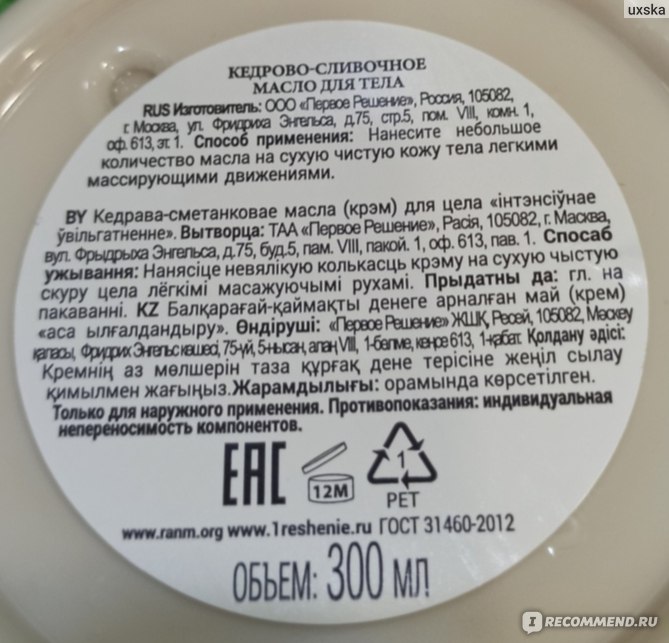 uxska
КЕДРОВО-СЛИВОЧНОЕ
МАСЛО ДЛЯ ТЕЛА
RUS Изготовитель: ООО «Первое Решение», Россия, 105082,
г. Москва, ул. Фридриха Энгельса, д.75, стр.5, пом. VIII, комн. 1,
оф. 613, эт. 1. Способ применения: Нанесите небольшое
количество масла на сухую чистую кожу тела легкими
массирующими движениями.
BY Кедрава-сметанковае масла (крэм) для цела «інтэнсіўнае
ўвільгатненне». Вытворца: ТАА «Первое Решение», Расія, 105082, г. Масква,
вул. Фрыдрыха Энгельса, д.75, буд.5, пам. VIII, пакой. 1, оф. 613, пав. 1. Спосаб
ужывання: Нанясіце невялікую колькасць крэму на сухую чыстую
скуру цела лёгкімі масажуючымі рухамі. Прыдатны да: гл. на
пакаванні. KZ Балқарағай-қаймақты денеге арналған май (крем)
«аса ылғалдандыру». Өндіруші: «Первое Решение» ЖШҚ, Ресей, 105082, Мәскеу
қаласы, Фридрих Энгельс көшесі, 75-үй, 5-нысан, апаң VIII, 1-бөлме, кеңсе 613, 1-қабат. Қолдану әдісі:
Кремнің аз мөлшерін таза құрғақ дене терісіне жеңіл сылау
қимылмен жағыңыз. Жарамдылығы: орамында көрсетілген.
Только для наружного применения. Противопоказания: индивидуальная
непереносимость компонентов.
EAC
12M
1
PET
www.ranm.org www.1reshenie.ru ГОСТ 31460-2012
ОБЪЕМ: 300 МЛ
I RECOMMEND.RU